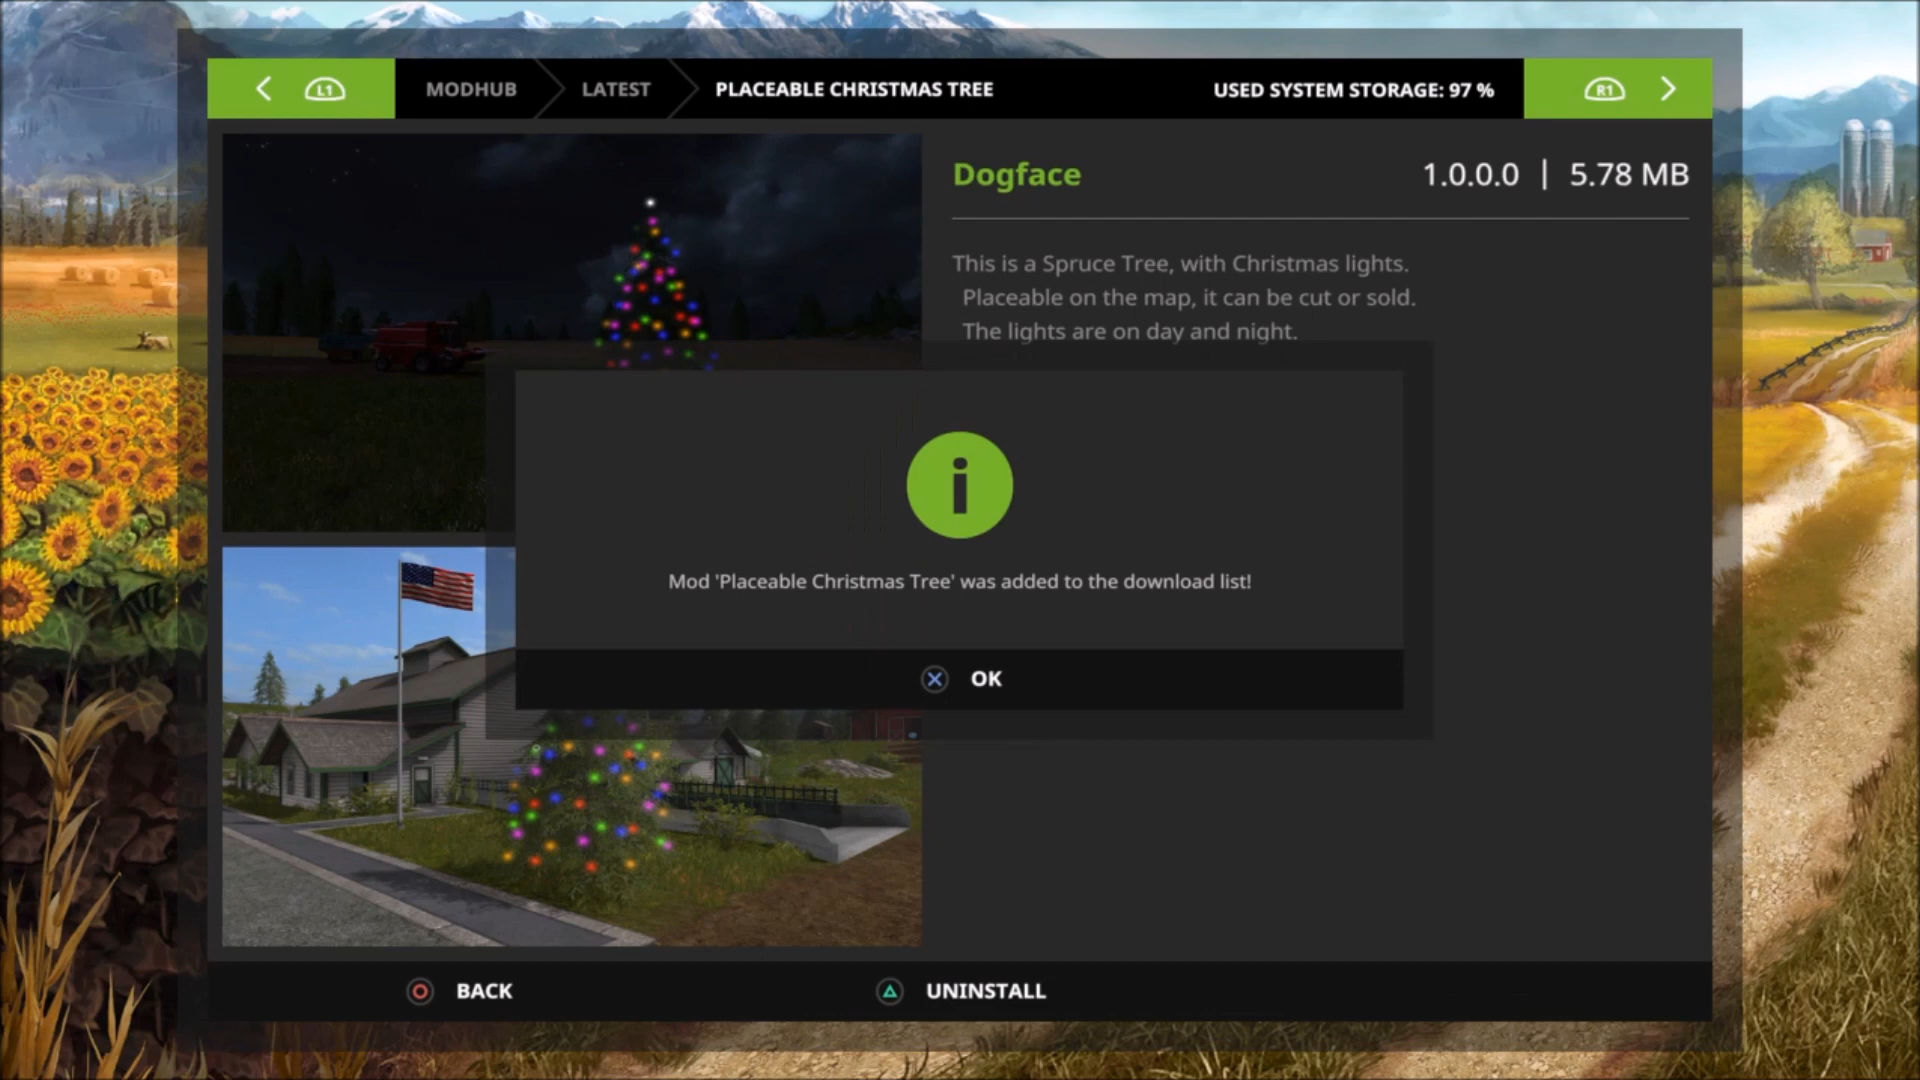 L1
MODHUB
LATEST
PLACEABLE CHRISTMAS TREE
USED SYSTEM STORAGE: 97 %
R1
Dogface
1.0.0.0 | 5.78 MB
This is a Spruce Tree, with Christmas lights.
Placeable on the map, it can be cut or sold.
The lights are on day and night.
i
Mod 'Placeable Christmas Tree' was added to the download list!
OK
BACK
UNINSTALL